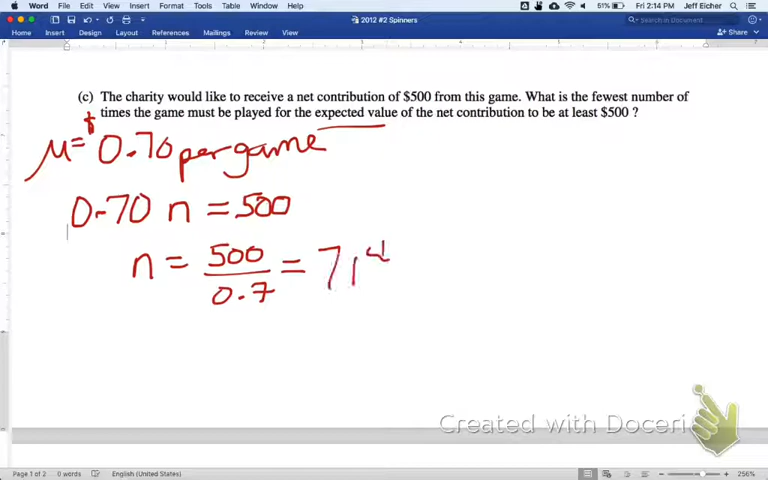 Word File Edit View Insert Format Tools Table Window Help 51% Fri 2:14 PM Jeff Eicher
2012 #2 Spinners
Search in Document
Home Insert Design Layout References Mailings Review View Share
(c) The charity would like to receive a net contribution of $500 from this game. What is the fewest number of
times the game must be played for the expected value of the net contribution to be at least $500 ?
μ = $0.70 per game
0.70 n = 500
n = 500/0.7 = 714
Created with Doceri
Page 1 of 2 0 words English (United States) 256%